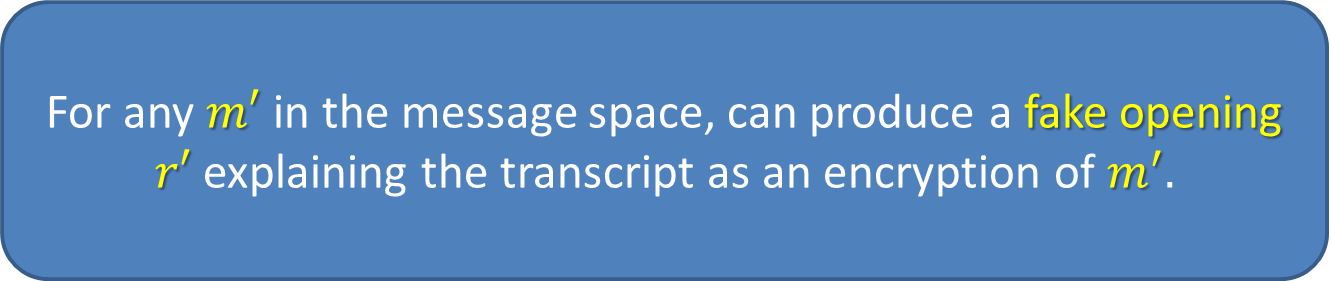 For any m′ in the message space, can produce a fake opening
r′ explaining the transcript as an encryption of m′.